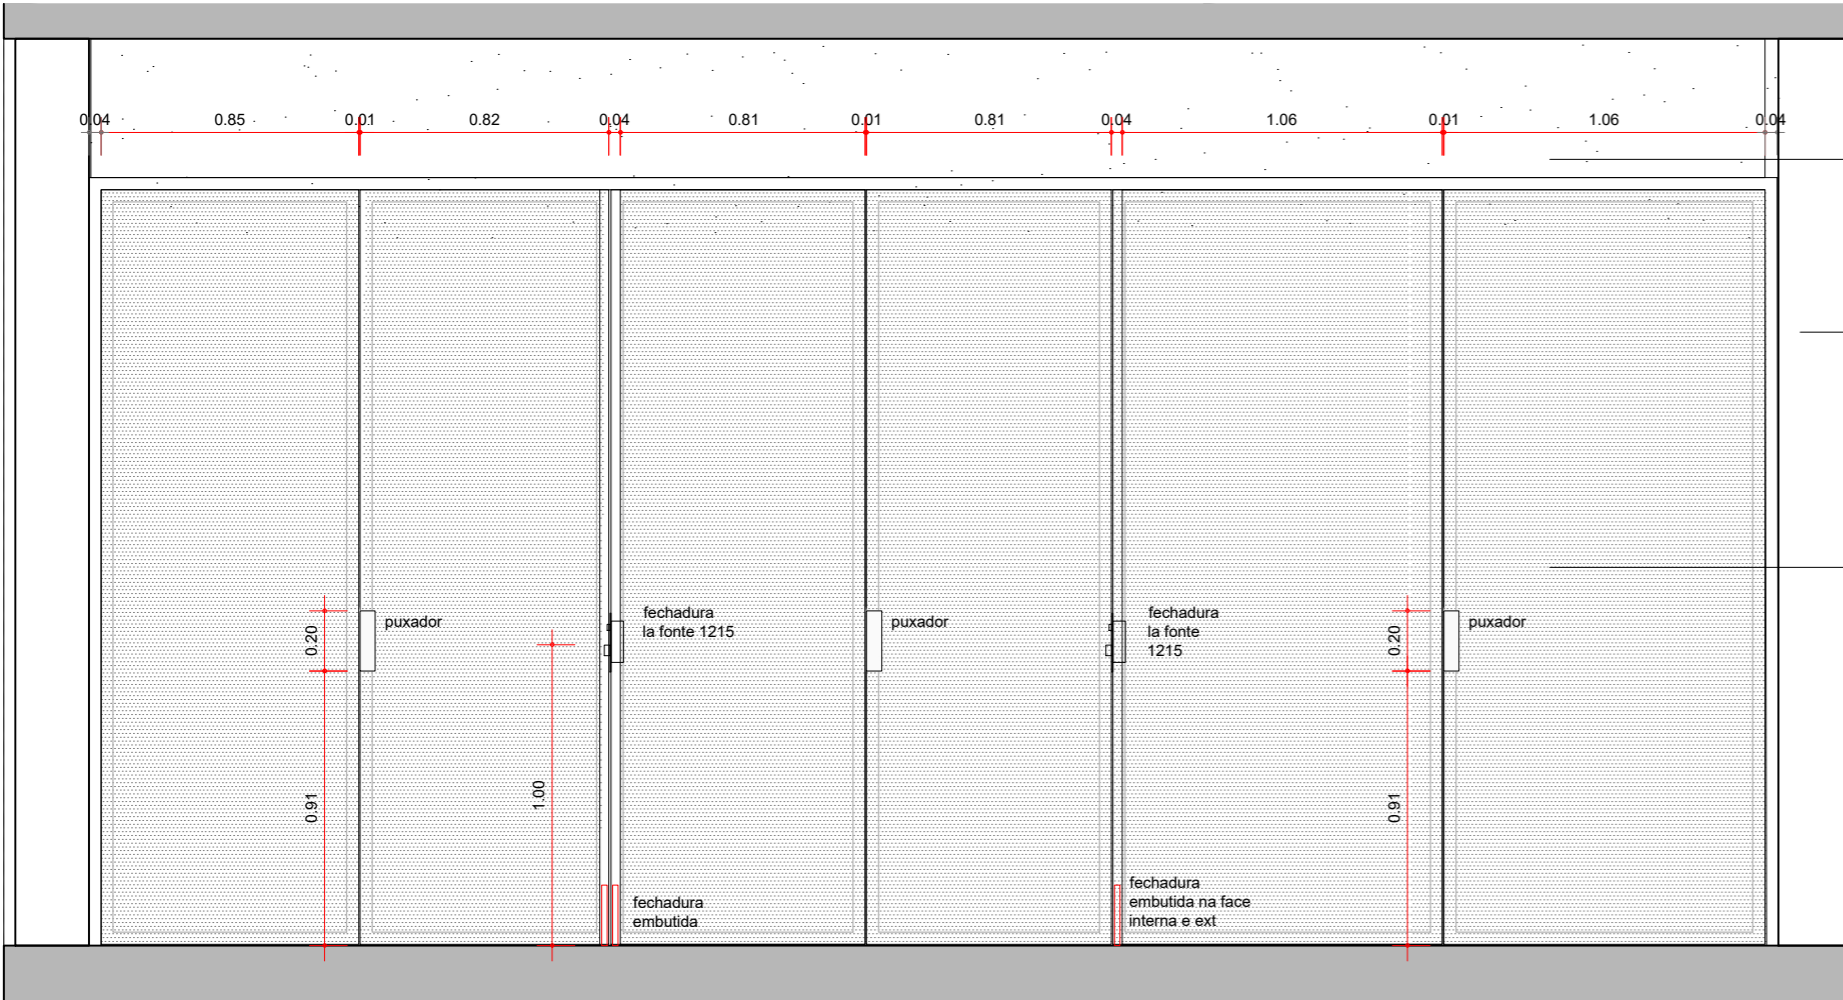 0.04 0.85 0.01 0.82 0.04 0.81 0.01 0.81 0.04 1.06 0.01 1.06 0.04
puxador
fechadura
la fonte 1215
puxador
fechadura
la fonte
1215
puxador
0.20
0.91
1.00
0.20
0.91
fechadura
embutida
fechadura
embutida na face
interna e ext